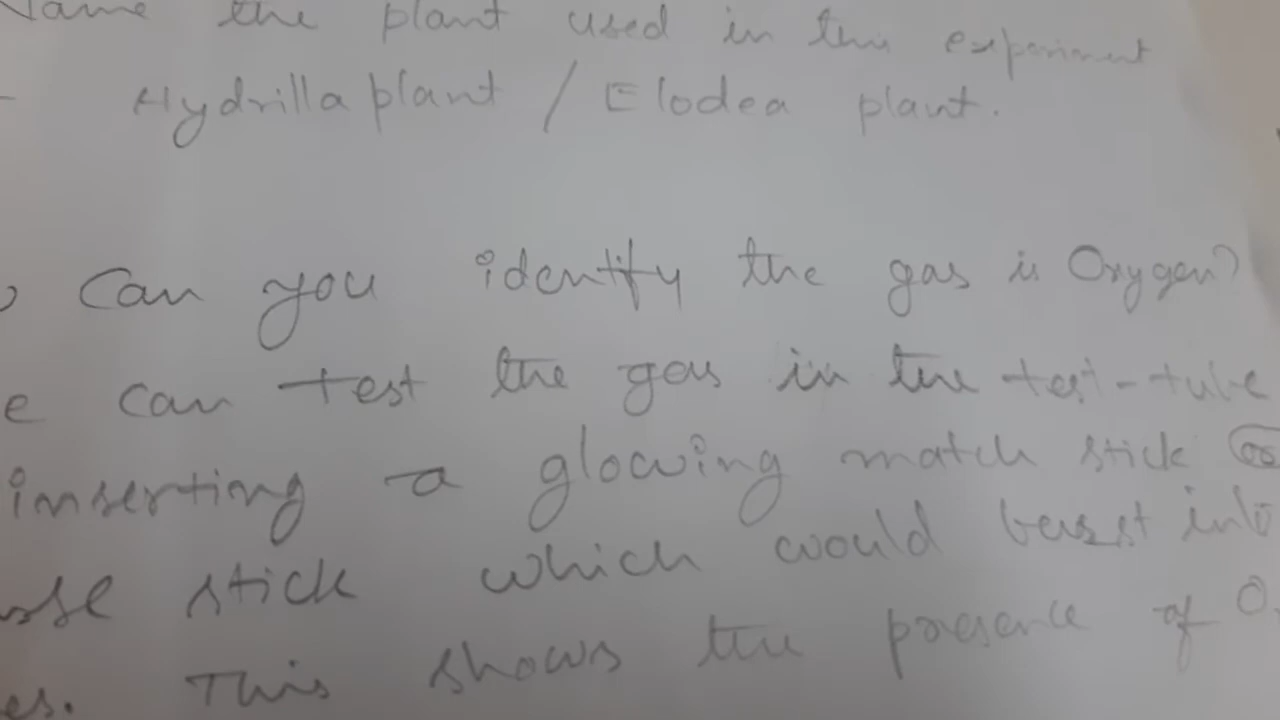 Name the plant used in this experiment
- Hydrilla plant / Elodea plant.
Can you identify the gas is Oxygen?
e can test the gas in the test-tube
inserting a glowing match stick
stick which would burst into
This shows the presence of